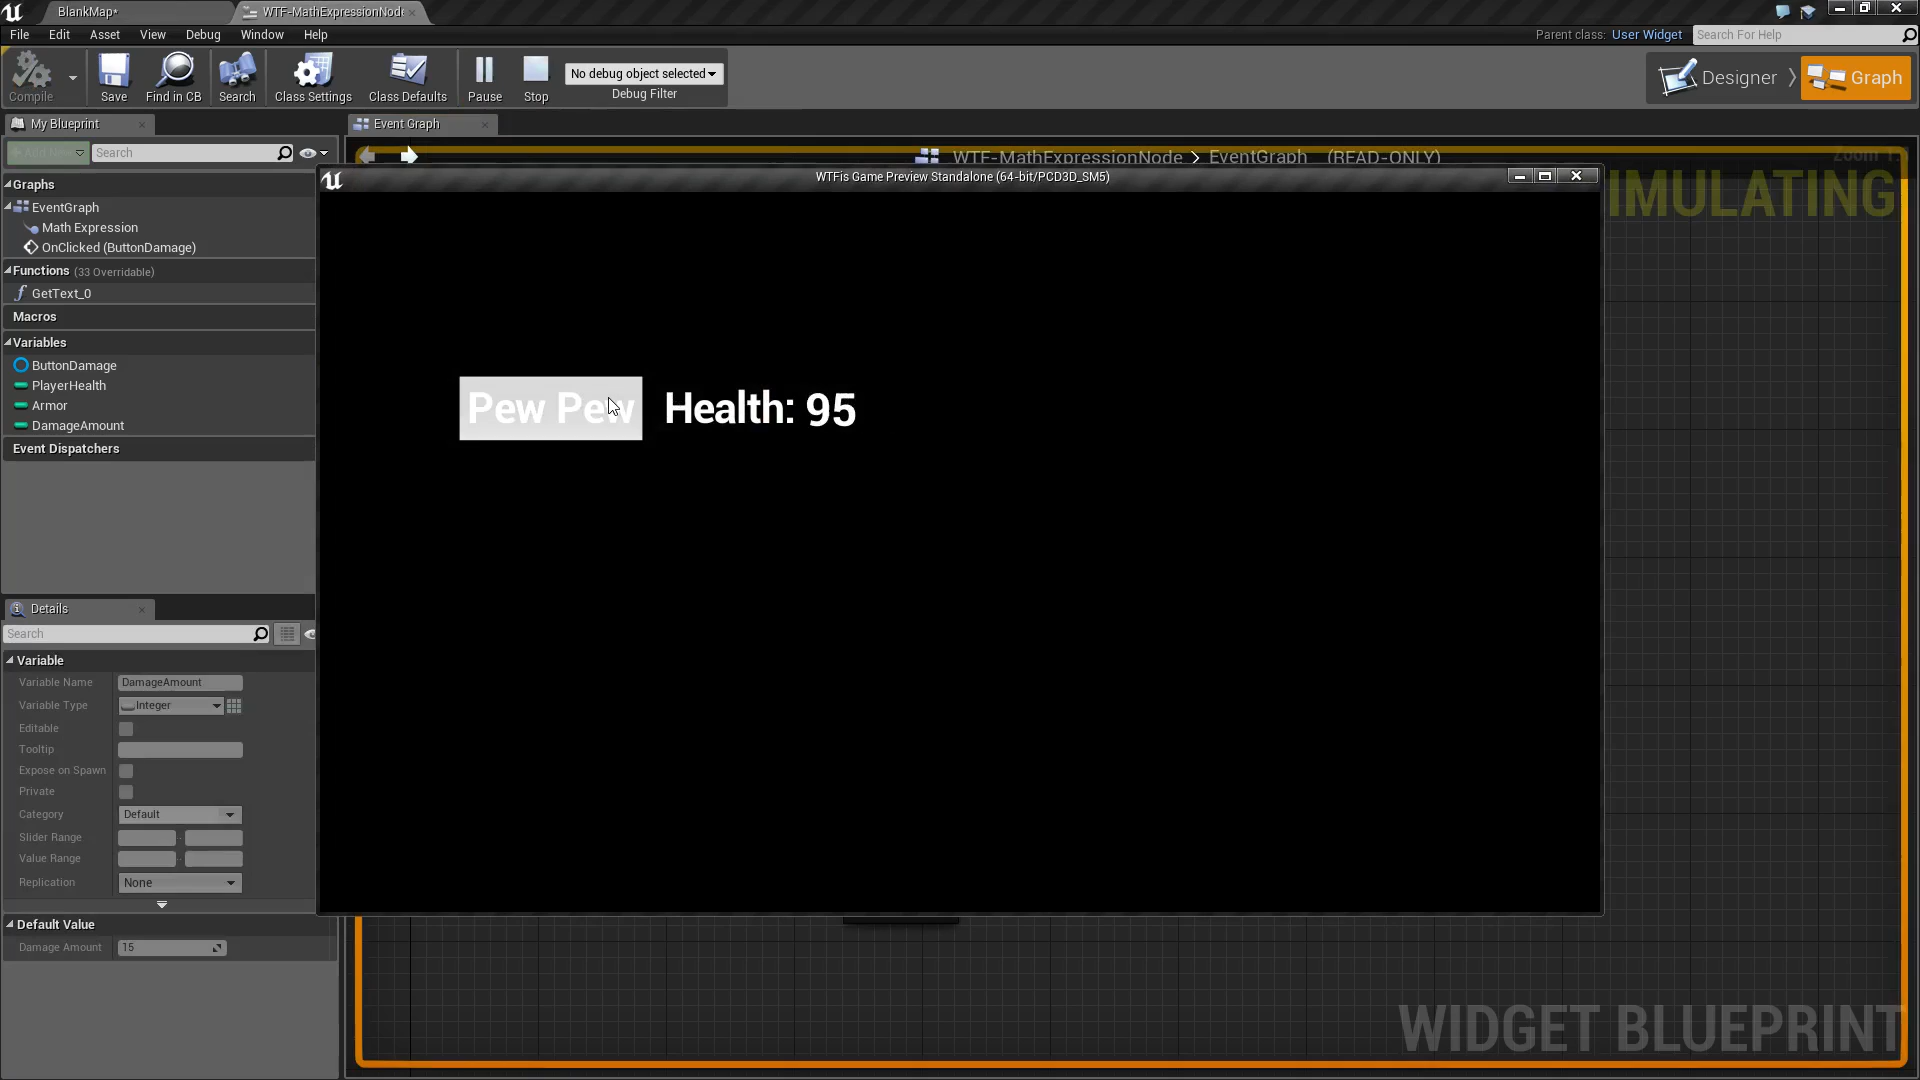 BlankMap*
WTF-MathExpressionNode
File Edit Asset View Debug Window Help
Parent class: User Widget
Search For Help
Compile
Save
Find in CB
Search
Class Settings
Class Defaults
Pause
Stop
No debug object selected
Debug Filter
Designer
Graph
My Blueprint
Event Graph
Search
WTF-MathExpressionNode > EventGraph (READ-ONLY)
Zoom 1:1
WTFis Game Preview Standalone (64-bit/PCD3D_SM5)
IMULATING
Graphs
EventGraph
Math Expression
OnClicked (ButtonDamage)
Functions (33 Overridable)
GetText_0
Macros
Variables
ButtonDamage
PlayerHealth
Armor
DamageAmount
Event Dispatchers
Pew Pew
Health: 95
Details
Search
Variable
Variable Name DamageAmount
Variable Type Integer
Editable
Tooltip
Expose on Spawn
Private
Category Default
Slider Range
Value Range
Replication None
Default Value
Damage Amount 15
WIDGET BLUEPRINT